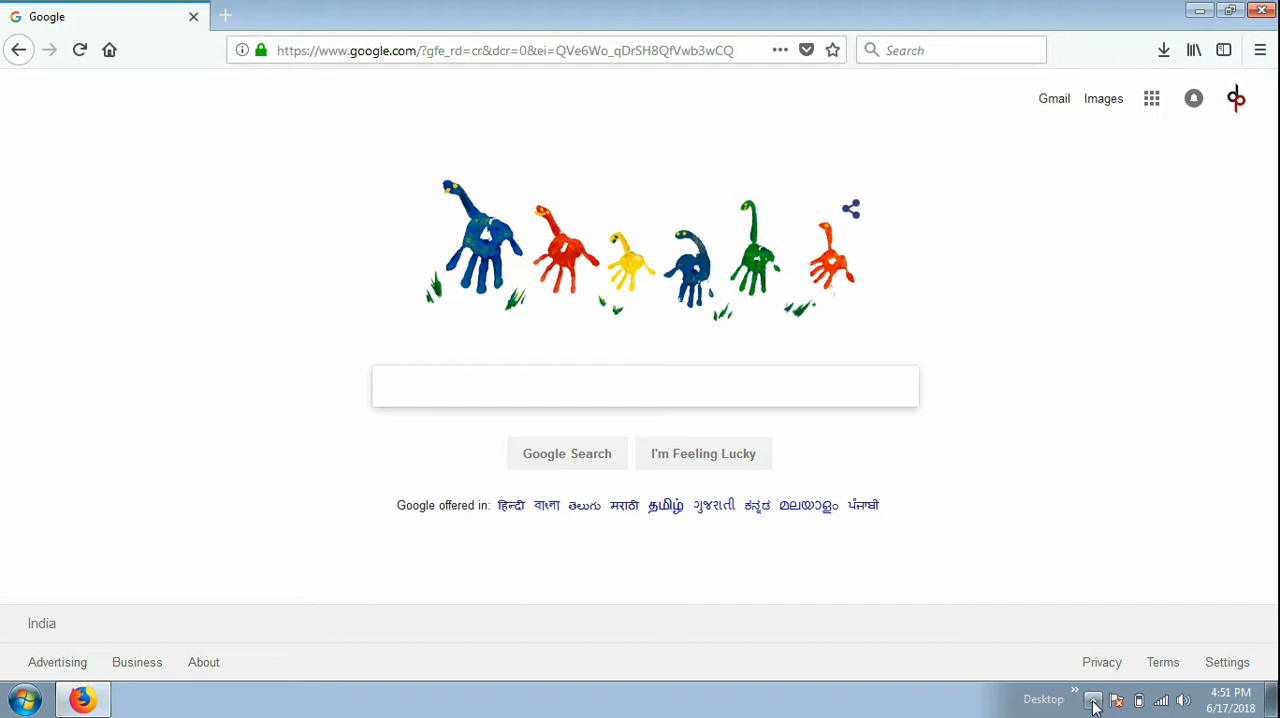 Google
https://www.google.com/?gfe_rd=cr&dcr=0&ei=QVe6Wo_qDrSH8QfVwb3wCQ
Search
Gmail Images
Google Search I'm Feeling Lucky
Google offered in: हिन्दी বাংলা తెలుగు मराठी தமிழ் ગુજરાતી ಕನ್ನಡ മലയാളം ਪੰਜਾਬੀ
India
Advertising Business About Privacy Terms Settings
Desktop
4:51 PM
6/17/2018